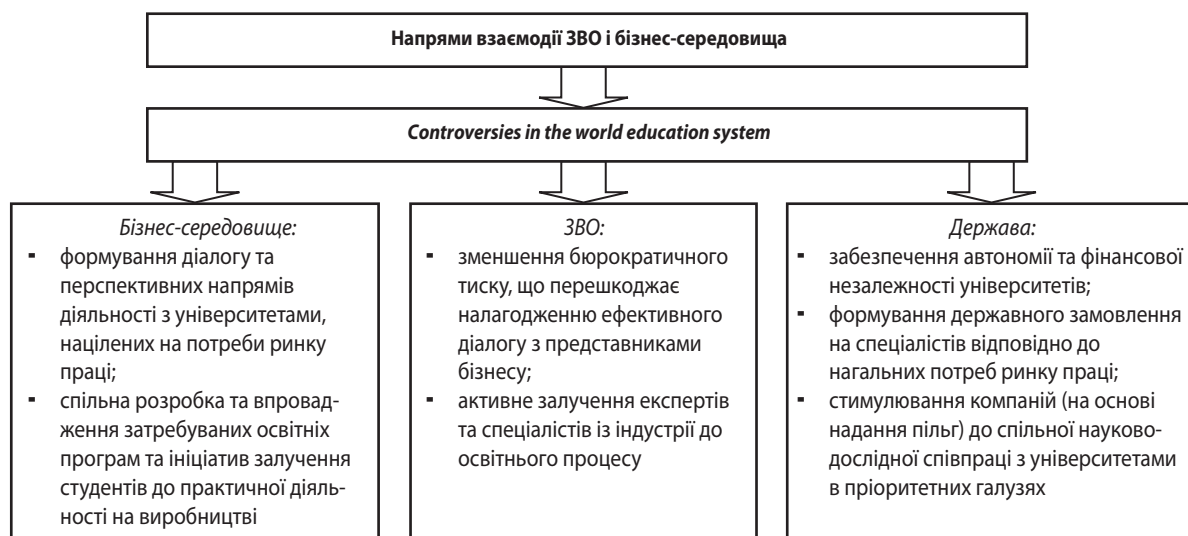 Напрями взаємодії ЗВО і бізнес-середовища
Controversies in the world education system
Бізнес-середовище:
▪ формування діалогу та
перспективних напрямів
діяльності з університетами,
націлених на потреби ринку
праці;
▪ спільна розробка та впровад-
ження затребуваних освітніх
програм та ініціатив залучення
студентів до практичної діяль-
ності на виробництві
ЗВО:
▪ зменшення бюрократичного
тиску, що перешкоджає
налагодженню ефективного
діалогу з представниками
бізнесу;
▪ активне залучення експертів
та спеціалістів із індустрії до
освітнього процесу
Держава:
▪ забезпечення автономії та фінансової
незалежності університетів;
▪ формування державного замовлення
на спеціалістів відповідно до
нагальних потреб ринку праці;
▪ стимулювання компаній (на основі
надання пільг) до спільної науково-
дослідної співпраці з університетами
в пріоритетних галузях